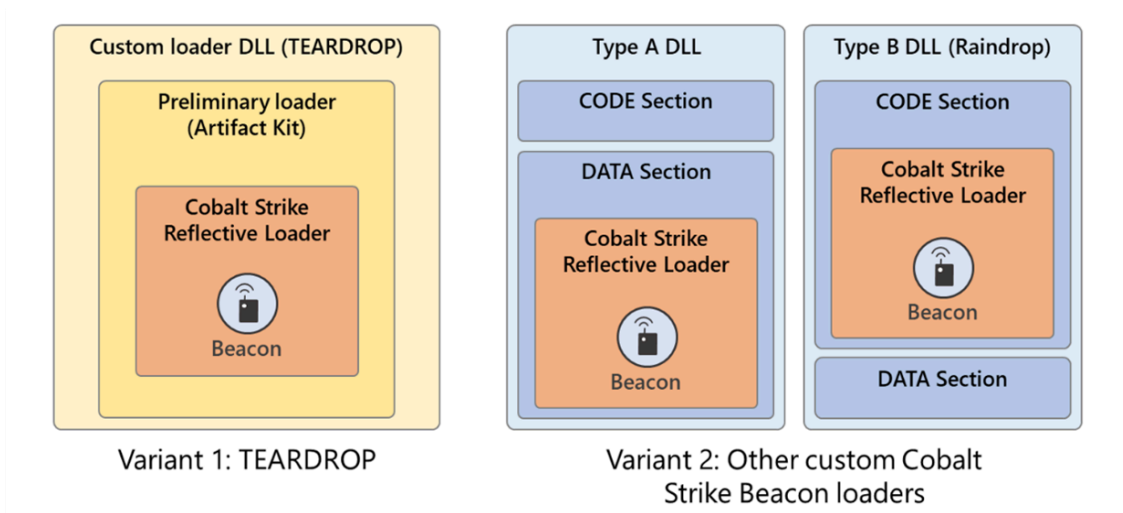 Custom loader DLL (TEARDROP)
Preliminary loader
(Artifact Kit)
Cobalt Strike
Reflective Loader
Beacon
Variant 1: TEARDROP
Type A DLL
CODE Section
DATA Section
Cobalt Strike
Reflective Loader
Beacon
Type B DLL (Raindrop)
CODE Section
Cobalt Strike
Reflective Loader
Beacon
DATA Section
Variant 2: Other custom Cobalt
Strike Beacon loaders